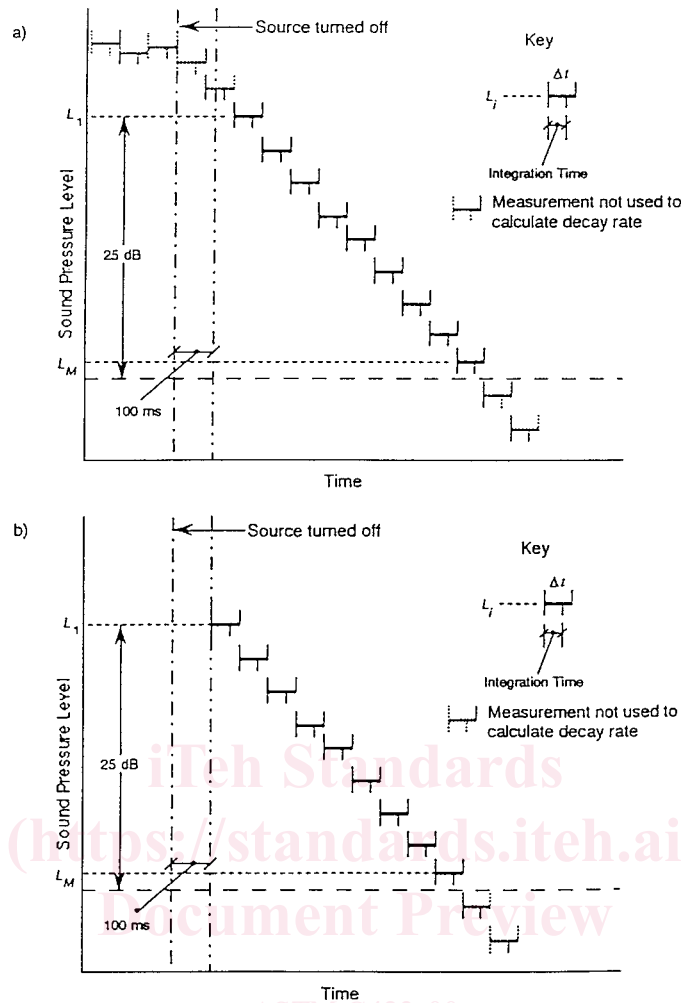 a)
Source turned off
Key
Δt
L1
Li
Integration Time
Measurement not used to
calculate decay rate
Sound Pressure Level
25 dB
LM
100 ms
Time
b)
Source turned off
Key
Δt
L1
Li
Integration Time
Measurement not used to
calculate decay rate
Sound Pressure Level
25 dB
iTeh Standards
(https://standards.iteh.ai
LM
Document Preview
100 ms
Time